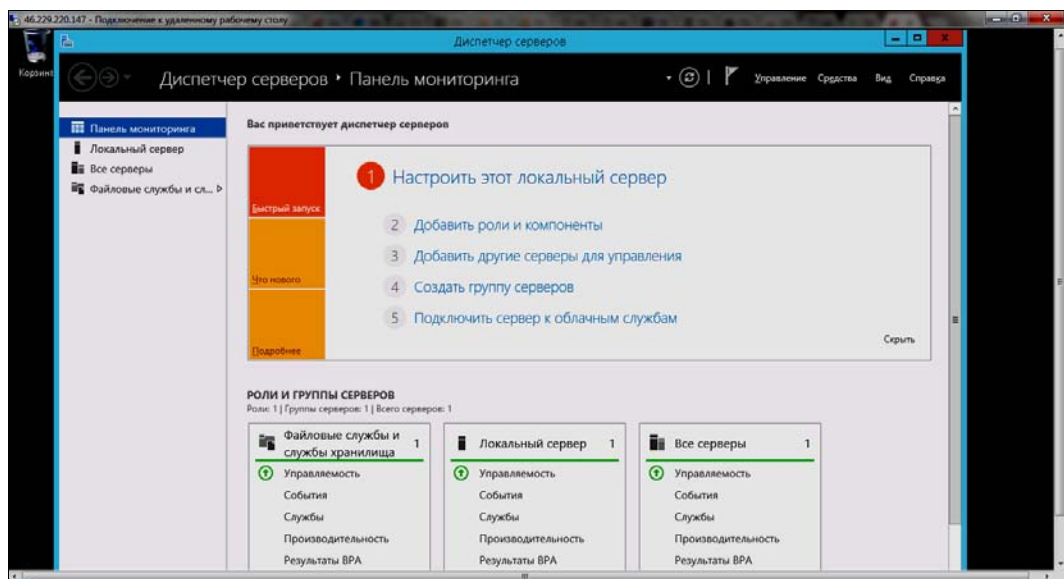 46.229.220.147 - Подключение к удаленному рабочему столу
Диспетчер серверов
Диспетчер серверов ‣ Панель мониторинга
Управление Средства Вид Справка
Панель мониторинга
Локальный сервер
Все серверы
Файловые службы и сл...
Вас приветствует диспетчер серверов
Быстрый запуск
Что нового
Подробнее
1 Настроить этот локальный сервер
2 Добавить роли и компоненты
3 Добавить другие серверы для управления
4 Создать группу серверов
5 Подключить сервер к облачным службам
Скрыть
РОЛИ И ГРУППЫ СЕРВЕРОВ
Роли: 1 | Группы серверов: 1 | Всего серверов: 1
Файловые службы и
службы хранилища 1
Управляемость
События
Службы
Производительность
Результаты BPA
Локальный сервер 1
Управляемость
События
Службы
Производительность
Результаты BPA
Все серверы 1
Управляемость
События
Службы
Производительность
Результаты BPA